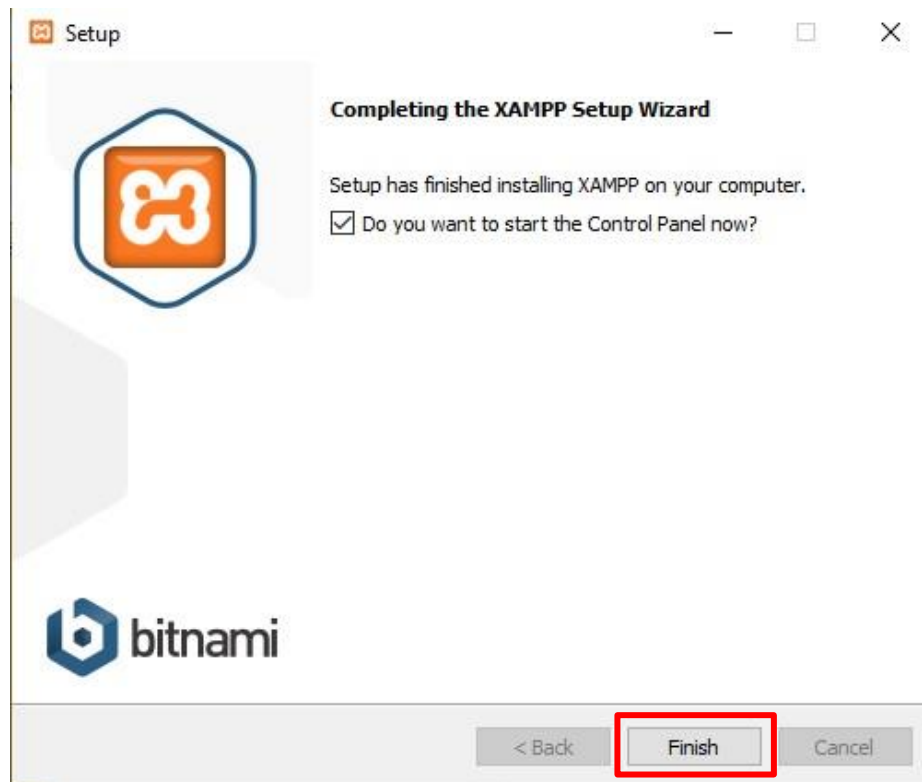 Setup
Completing the XAMPP Setup Wizard
Setup has finished installing XAMPP on your computer.
Do you want to start the Control Panel now?
bitnami
< Back Finish Cancel